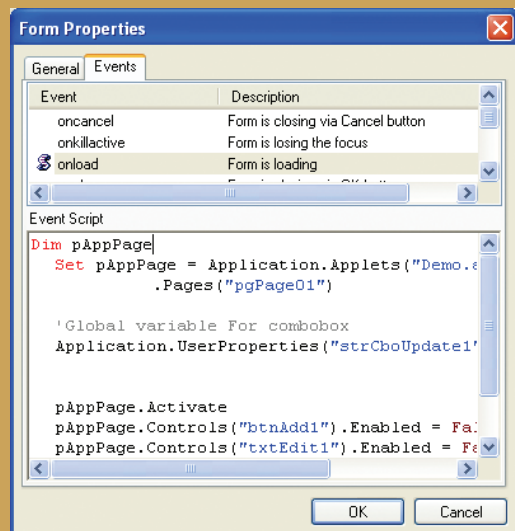 Form Properties
General Events
Event Description
oncancel Form is closing via Cancel button
onkillactive Form is losing the focus
onload Form is loading
Event Script
Dim pAppPage
Set pAppPage = Application.Applets("Demo.
.Pages("pgPage01")
'Global variable For combobox
Application.UserProperties("strCboUpdate1"
pAppPage.Activate
pAppPage.Controls("btnAdd1").Enabled =
pAppPage.Controls("txtEdit1").Enabled =
OK Cancel